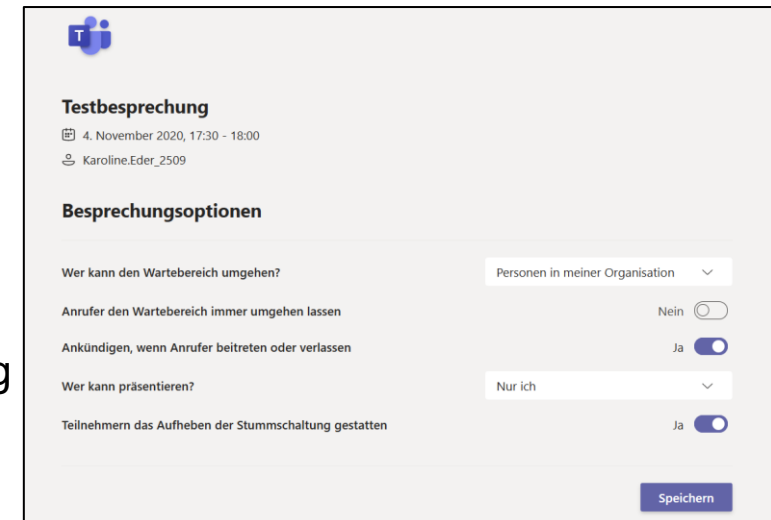 T
Testbesprechung
4. November 2020, 17:30 - 18:00
Karoline.Eder_2509
Besprechungsoptionen
Wer kann den Wartebereich umgehen? Personen in meiner Organisation
Anrufer den Wartebereich immer umgehen lassen Nein
Ankündigen, wenn Anrufer beitreten oder verlassen Ja
g
Wer kann präsentieren? Nur ich
Teilnehmern das Aufheben der Stummschaltung gestatten Ja
Speichern